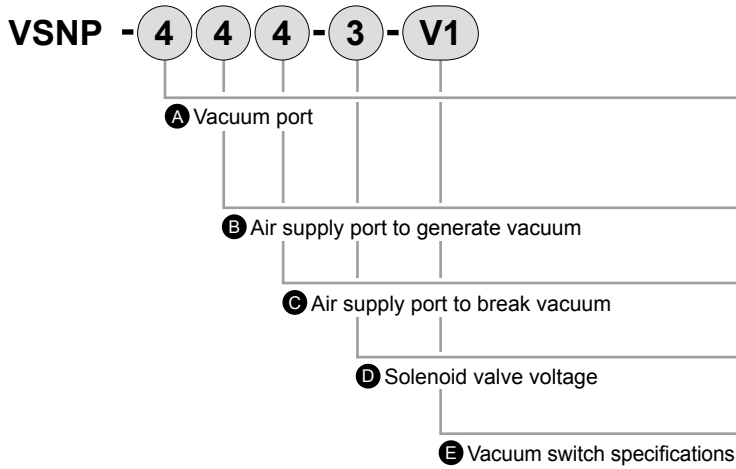 VSNP - 4 4 4 - 3 - V1
A Vacuum port
B Air supply port to generate vacuum
C Air supply port to break vacuum
D Solenoid valve voltage
E Vacuum switch specifications